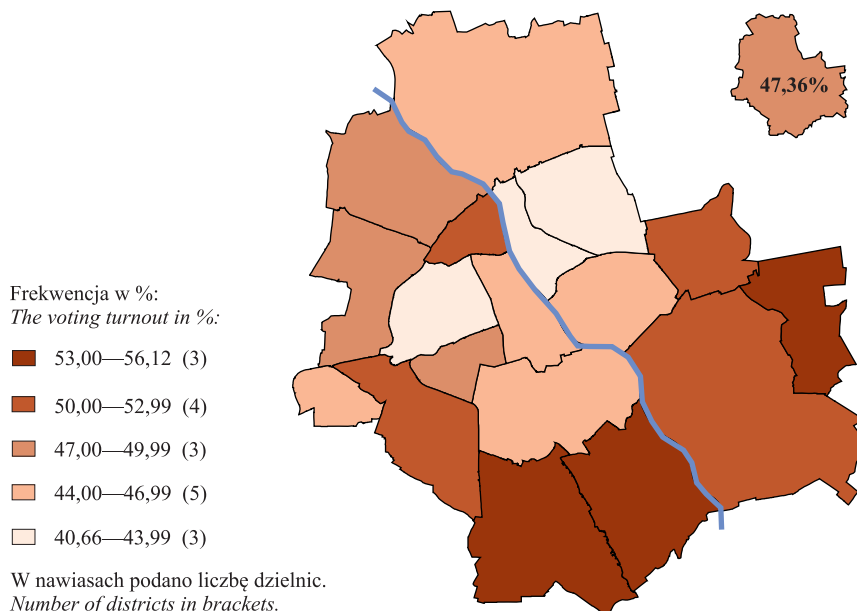 47,36%
Frekwencja w %:
The voting turnout in %:
53,00—56,12 (3)
50,00—52,99 (4)
47,00—49,99 (3)
44,00—46,99 (5)
40,66—43,99 (3)
W nawiasach podano liczbę dzielnic.
Number of districts in brackets.